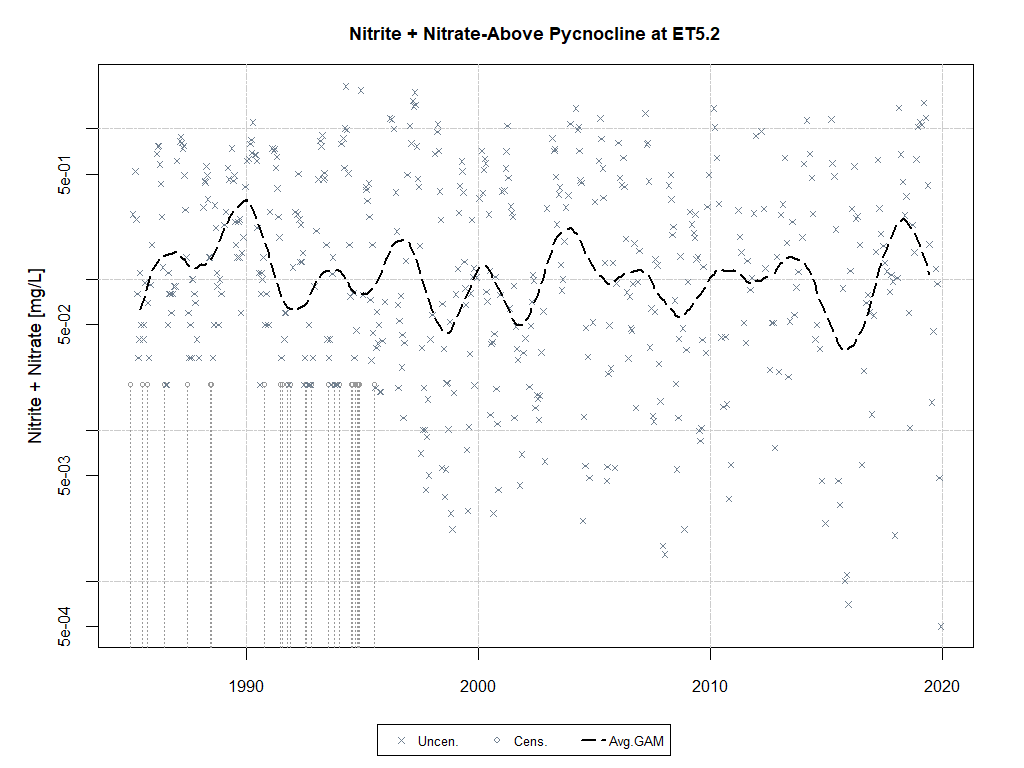 Nitrite + Nitrate-Above Pycnocline at ET5.2
Nitrite + Nitrate [mg/L]
5e-01
5e-02
5e-03
5e-04
1990 2000 2010 2020
Uncen. Cens. Avg.GAM